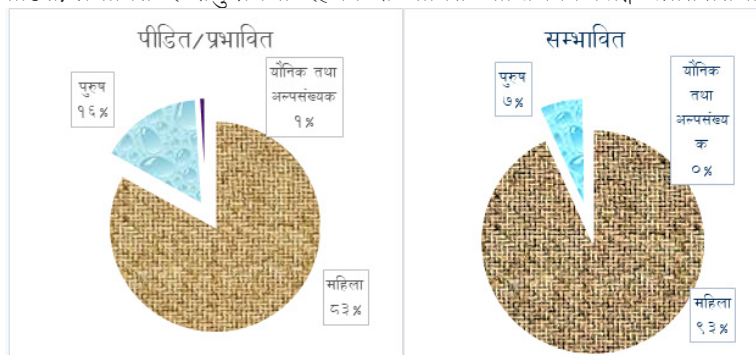 पीडित/प्रभावित
पुरुष
१६%
यौनिक तथा
अल्पसंख्यक
१%
महिला
८३%
सम्भावित
पुरुष
७%
यौनिक
तथा
अल्पसंख्य
क
०%
महिला
९३%